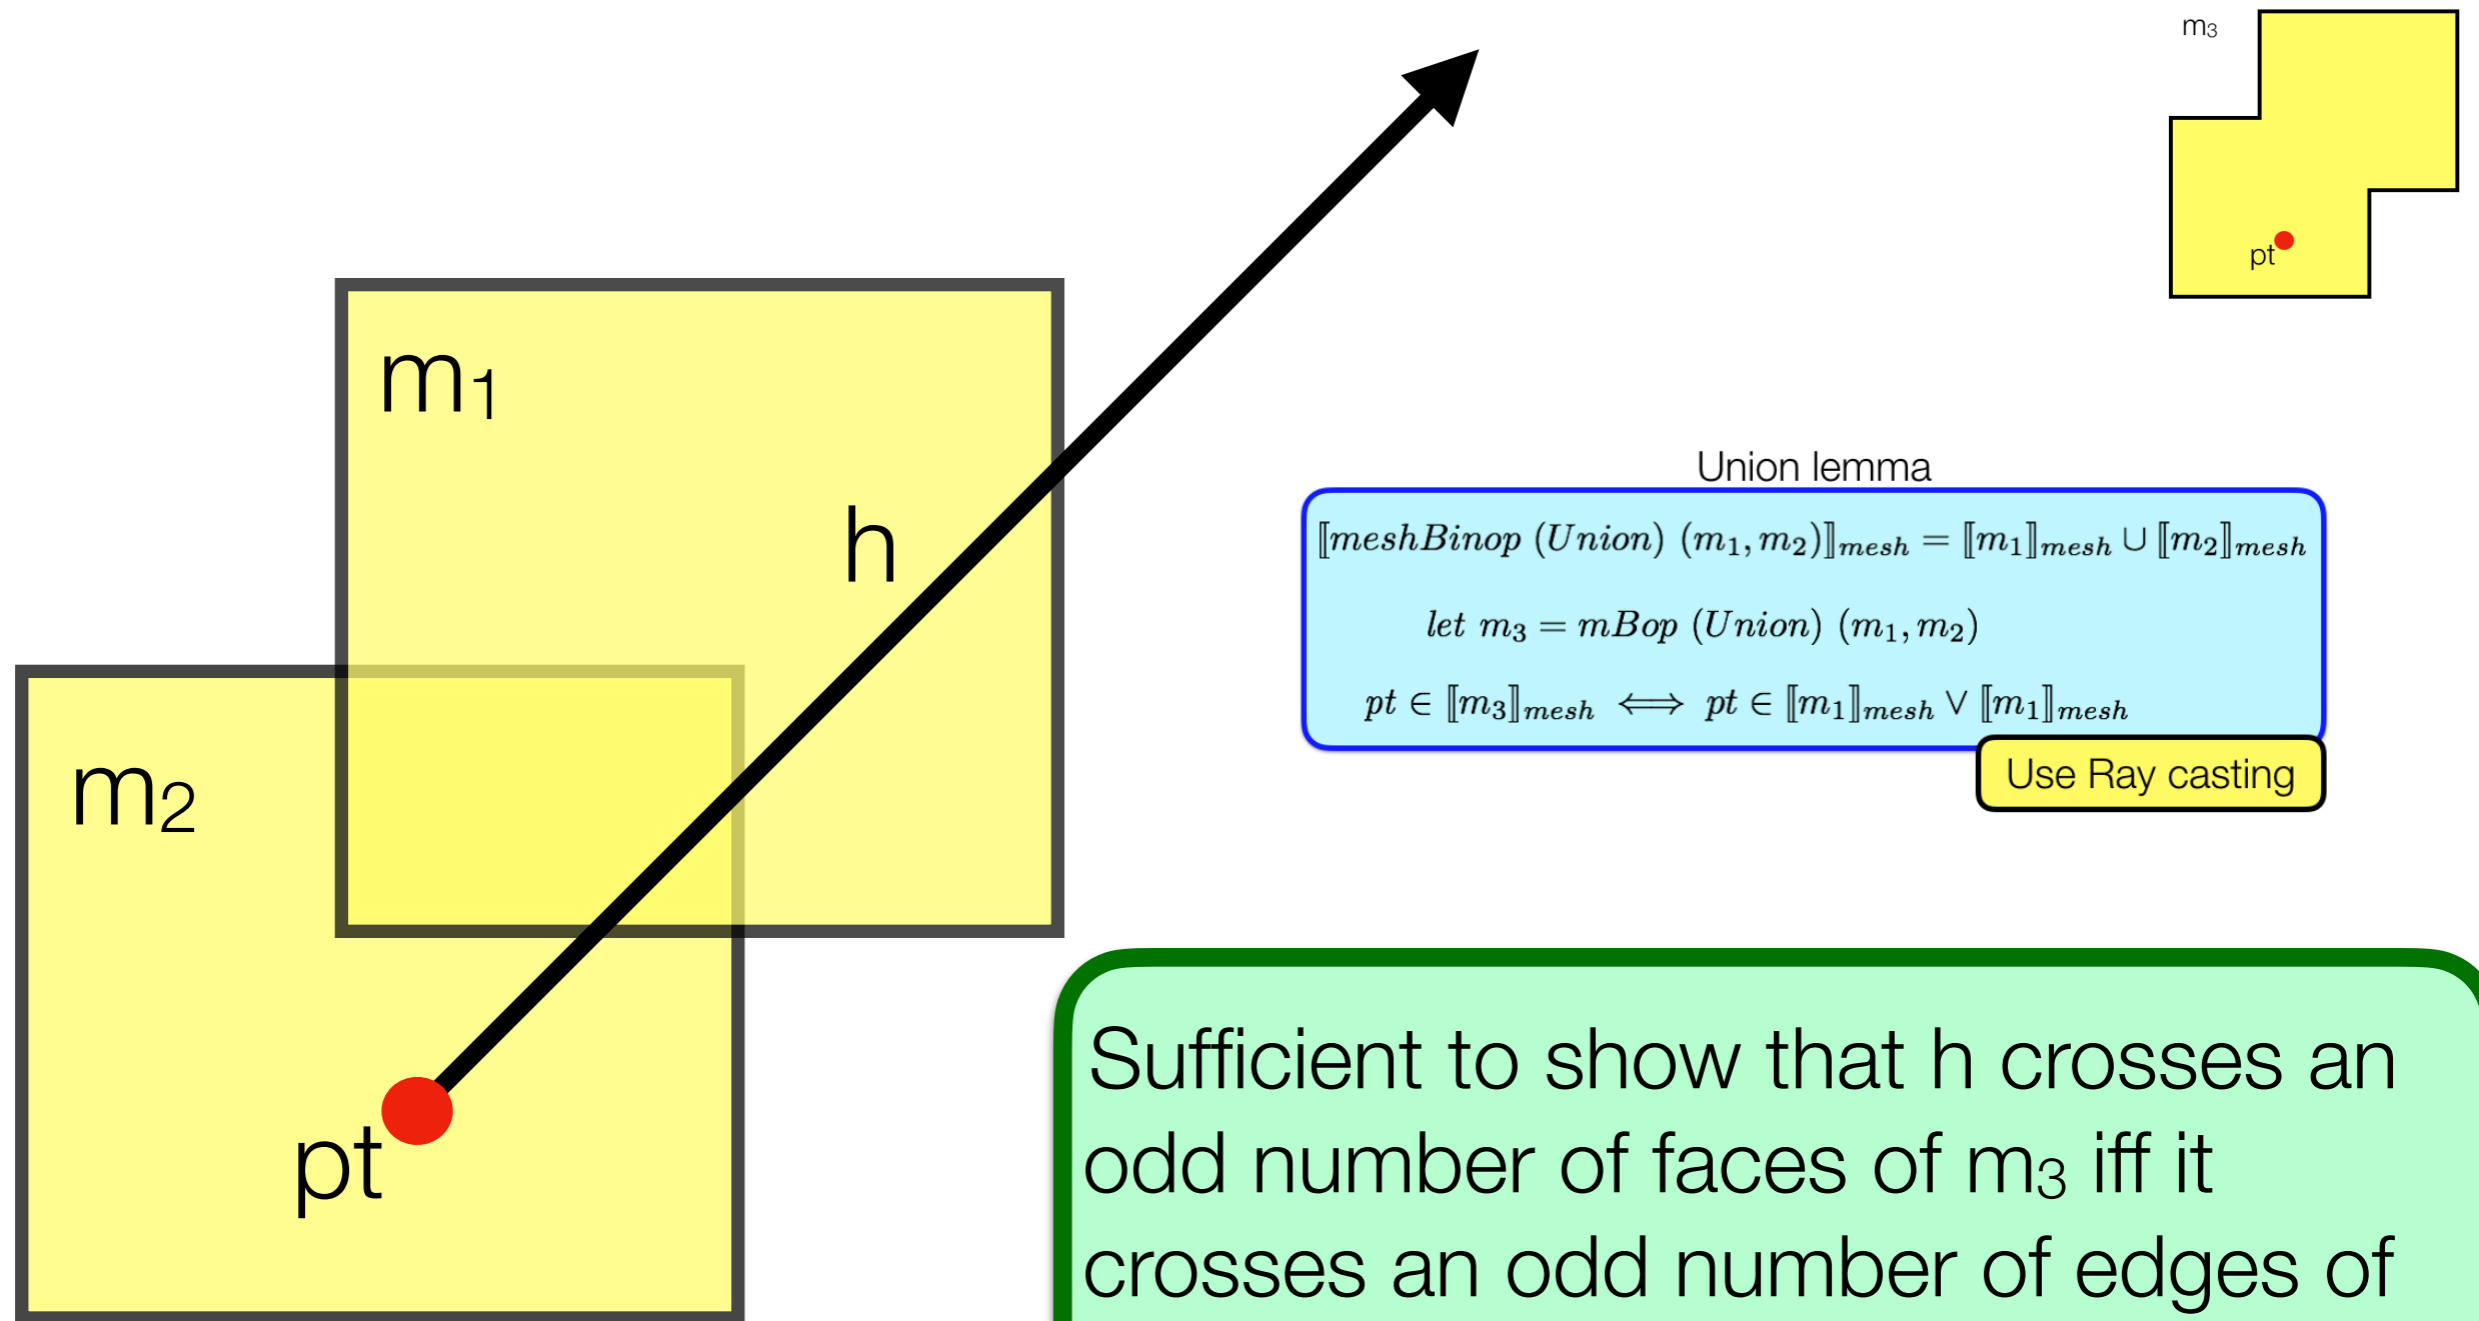 m₃
pt
m₁
h
m₂
pt
Union lemma
⟦meshBinop (Union) (m₁, m₂)⟧mesh = ⟦m₁⟧mesh ∪ ⟦m₂⟧mesh
let m₃ = mBop (Union) (m₁, m₂)
pt ∈ ⟦m₃⟧mesh ⟺ pt ∈ ⟦m₁⟧mesh ∨ ⟦m₁⟧mesh
Use Ray casting
Sufficient to show that h crosses an
odd number of faces of m₃ iff it
crosses an odd number of edges of